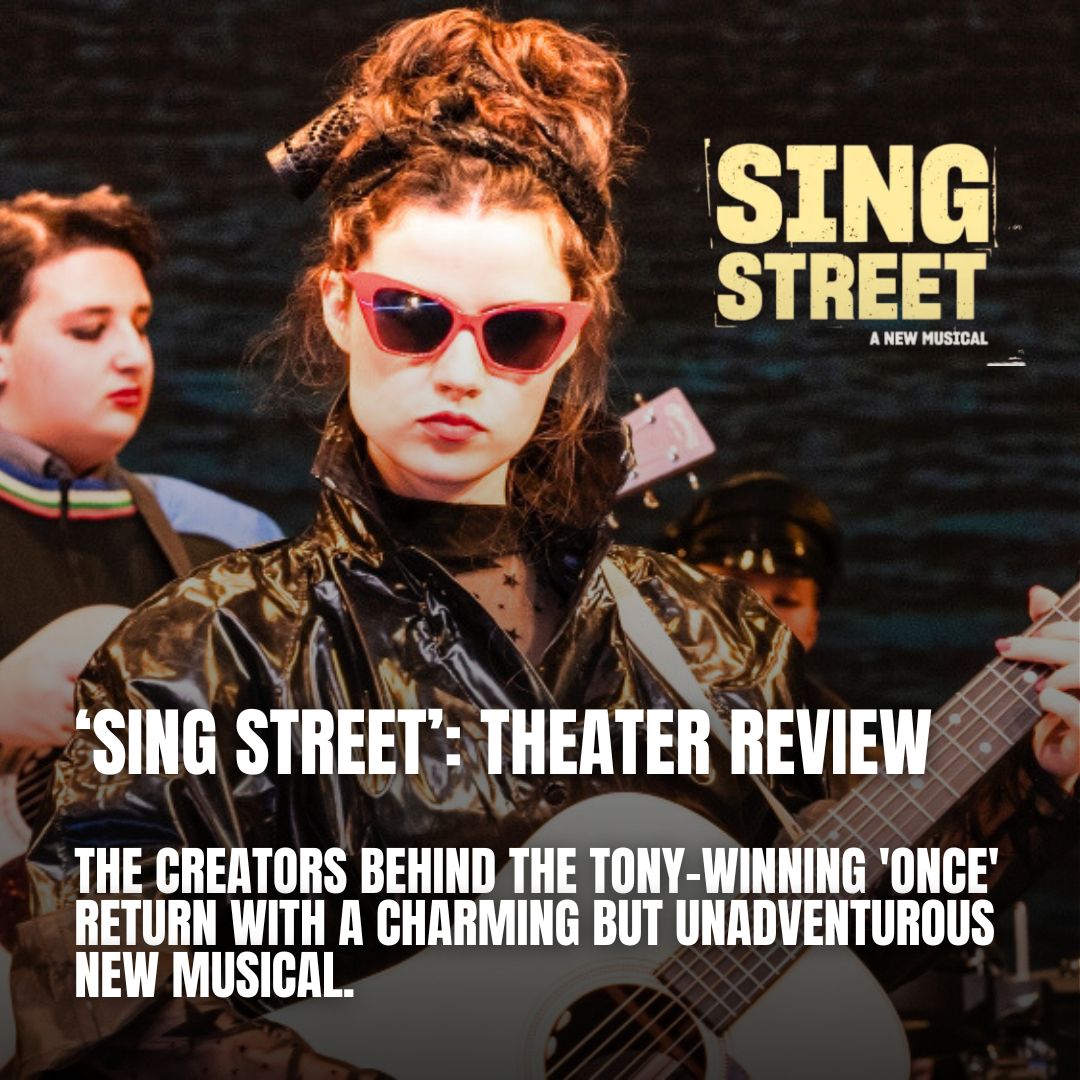 SING
STREET
A NEW MUSICAL
‘SING STREET’: THEATER REVIEW
THE CREATORS BEHIND THE TONY-WINNING 'ONCE'
RETURN WITH A CHARMING BUT UNADVENTUROUS
NEW MUSICAL.